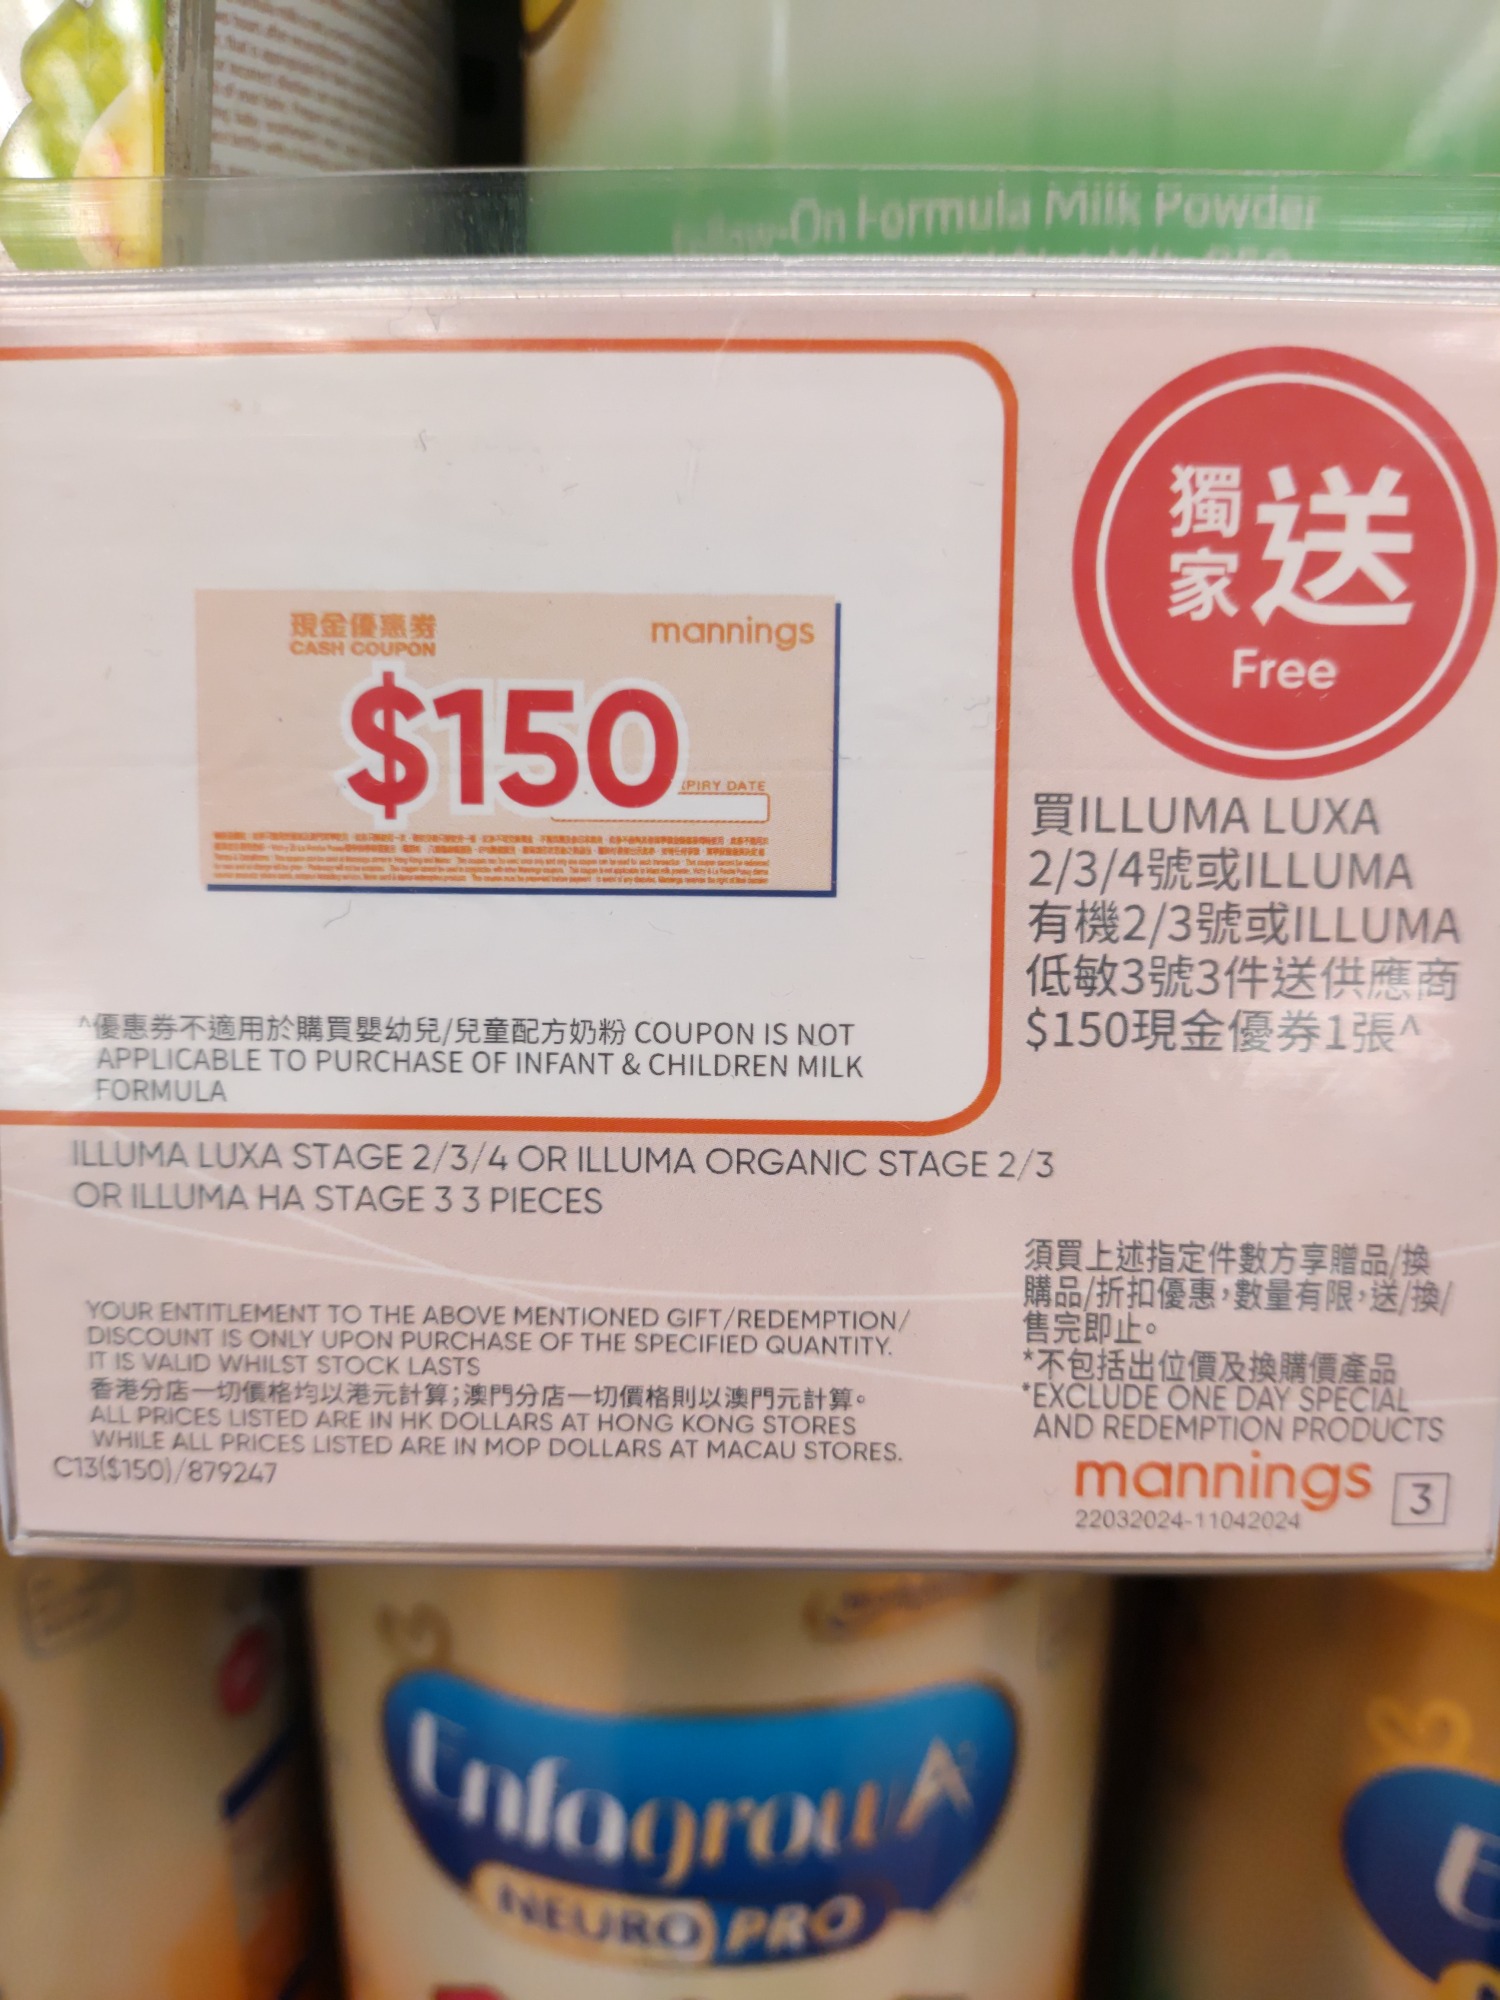 Follow-On Formula Milk Powder
現金優惠券
CASH COUPON
mannings
$150
PIRY DATE
獨家送
Free
買ILLUMA LUXA
2/3/4號或ILLUMA
有機2/3號或ILLUMA
低敏3號3件送供應商
$150現金優券1張^
^優惠券不適用於購買嬰幼兒/兒童配方奶粉 COUPON IS NOT
APPLICABLE TO PURCHASE OF INFANT & CHILDREN MILK
FORMULA
ILLUMA LUXA STAGE 2/3/4 OR ILLUMA ORGANIC STAGE 2/3
OR ILLUMA HA STAGE 3 3 PIECES
YOUR ENTITLEMENT TO THE ABOVE MENTIONED GIFT/REDEMPTION/
DISCOUNT IS ONLY UPON PURCHASE OF THE SPECIFIED QUANTITY.
IT IS VALID WHILST STOCK LASTS
香港分店一切價格均以港元計算;澳門分店一切價格則以澳門元計算。
ALL PRICES LISTED ARE IN HK DOLLARS AT HONG KONG STORES
WHILE ALL PRICES LISTED ARE IN MOP DOLLARS AT MACAU STORES.
C13($150)/879247
須買上述指定件數方享贈品/換
購品/折扣優惠,數量有限,送/換/
售完即止。
*不包括出位價及換購價產品
*EXCLUDE ONE DAY SPECIAL
AND REDEMPTION PRODUCTS
mannings
3
22032024-11042024
Enfagrow A+
NEURO PRO